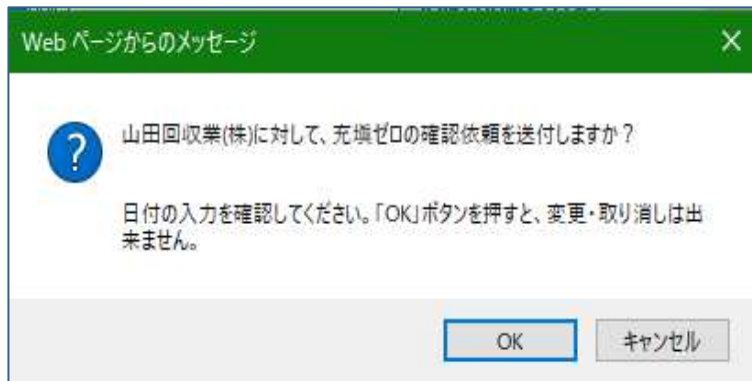 Web ページからのメッセージ
山田回収業(株)に対して、充塡ゼロの確認依頼を送付しますか？
日付の入力を確認してください。「OK」ボタンを押すと、変更・取り消しは出
来ません。
OK
キャンセル